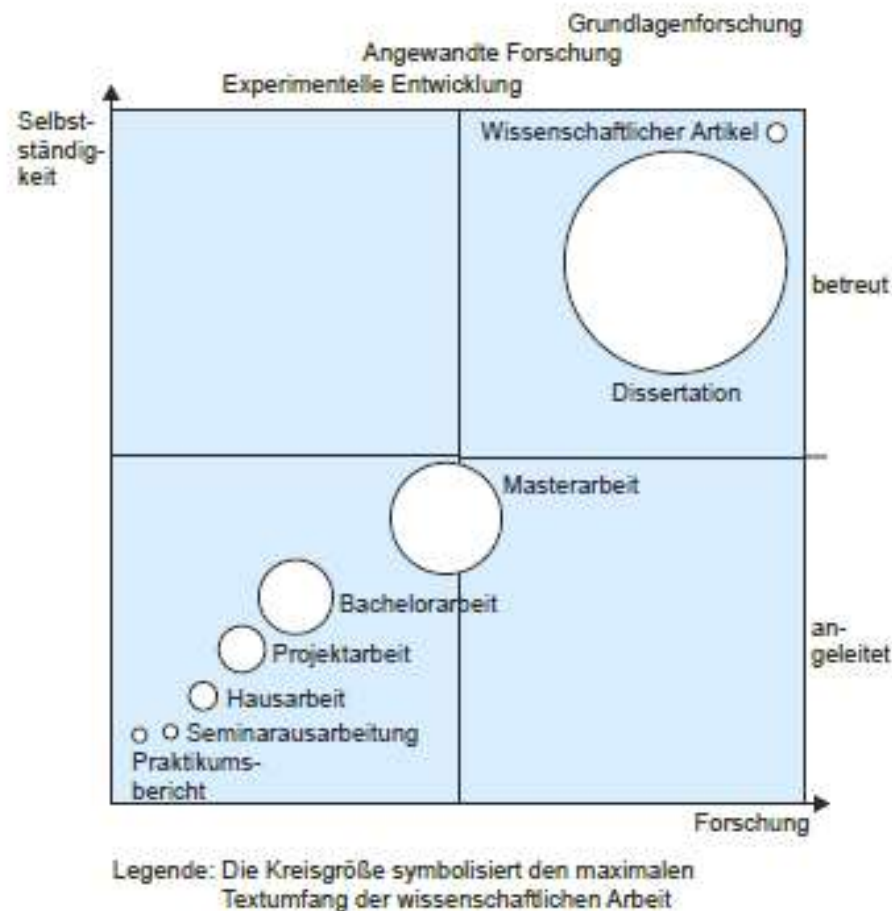 Grundlagenforschung
Angewandte Forschung
Experimentelle Entwicklung
Selbst-
ständig-
keit
Wissenschaftlicher Artikel
betreut
Dissertation
Masterarbeit
Bachelorarbeit
an-
geleitet
Projektarbeit
Hausarbeit
Seminarausarbeitung
Praktikums-
bericht
Forschung
Legende: Die Kreisgröße symbolisiert den maximalen
Textumfang der wissenschaftlichen Arbeit